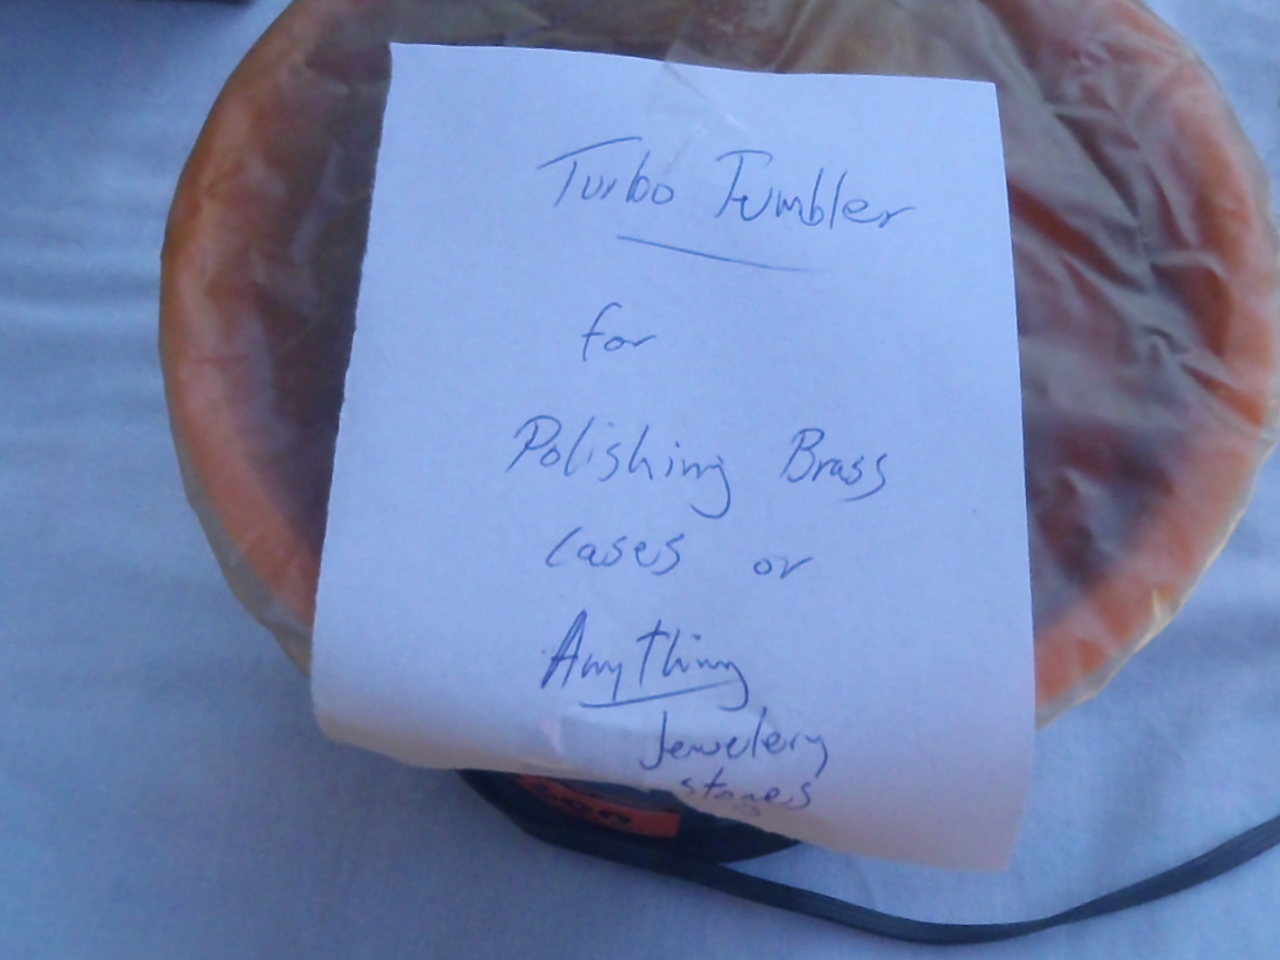 Turbo Tumbler
for
Polishing Brass
Cases or
Anything
Jewelery
stones